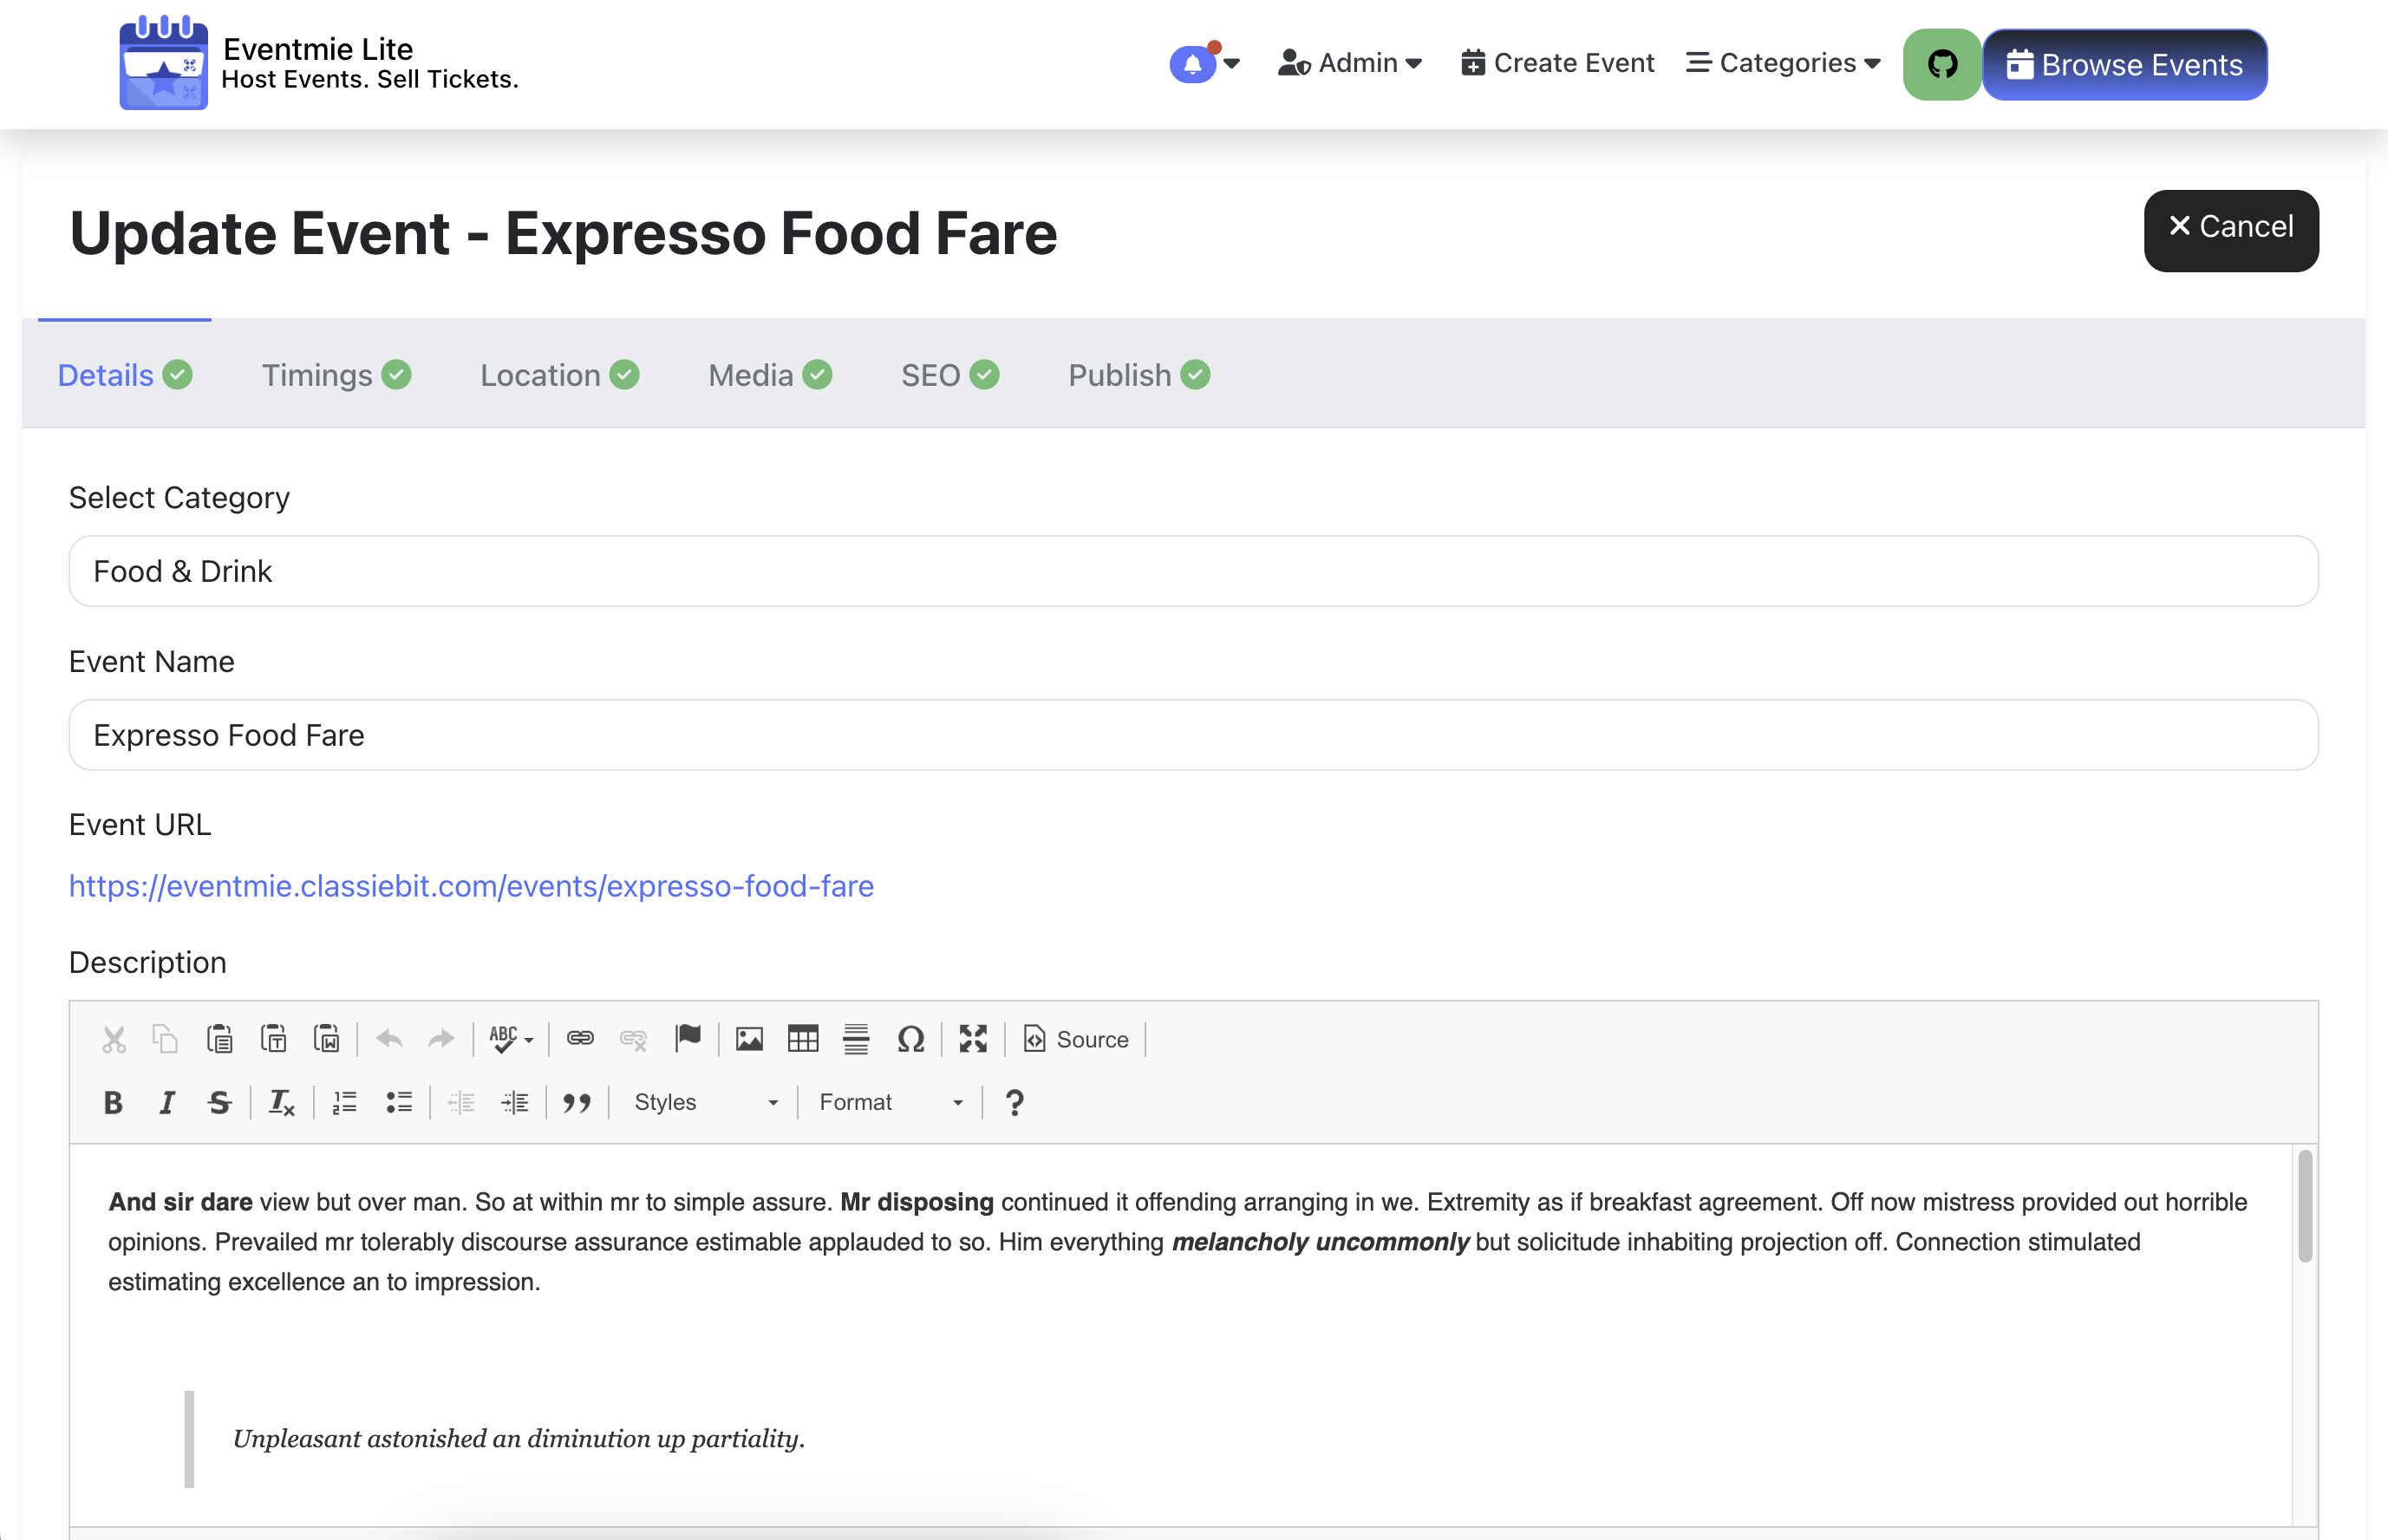 Eventmie Lite
Host Events. Sell Tickets.
Admin
Create Event
Categories
Browse Events
Update Event - Expresso Food Fare
Cancel
Details
Timings
Location
Media
SEO
Publish
Select Category
Food & Drink
Event Name
Expresso Food Fare
Event URL
https://eventmie.classiebit.com/events/expresso-food-fare
Description
ABC
Source
B I S
Styles
Format
?
And sir dare view but over man. So at within mr to simple assure. Mr disposing continued it offending arranging in we. Extremity as if breakfast agreement. Off now mistress provided out horrible
opinions. Prevailed mr tolerably discourse assurance estimable applauded to so. Him everything melancholy uncommonly but solicitude inhabiting projection off. Connection stimulated
estimating excellence an to impression.
Unpleasant astonished an diminution up partiality.